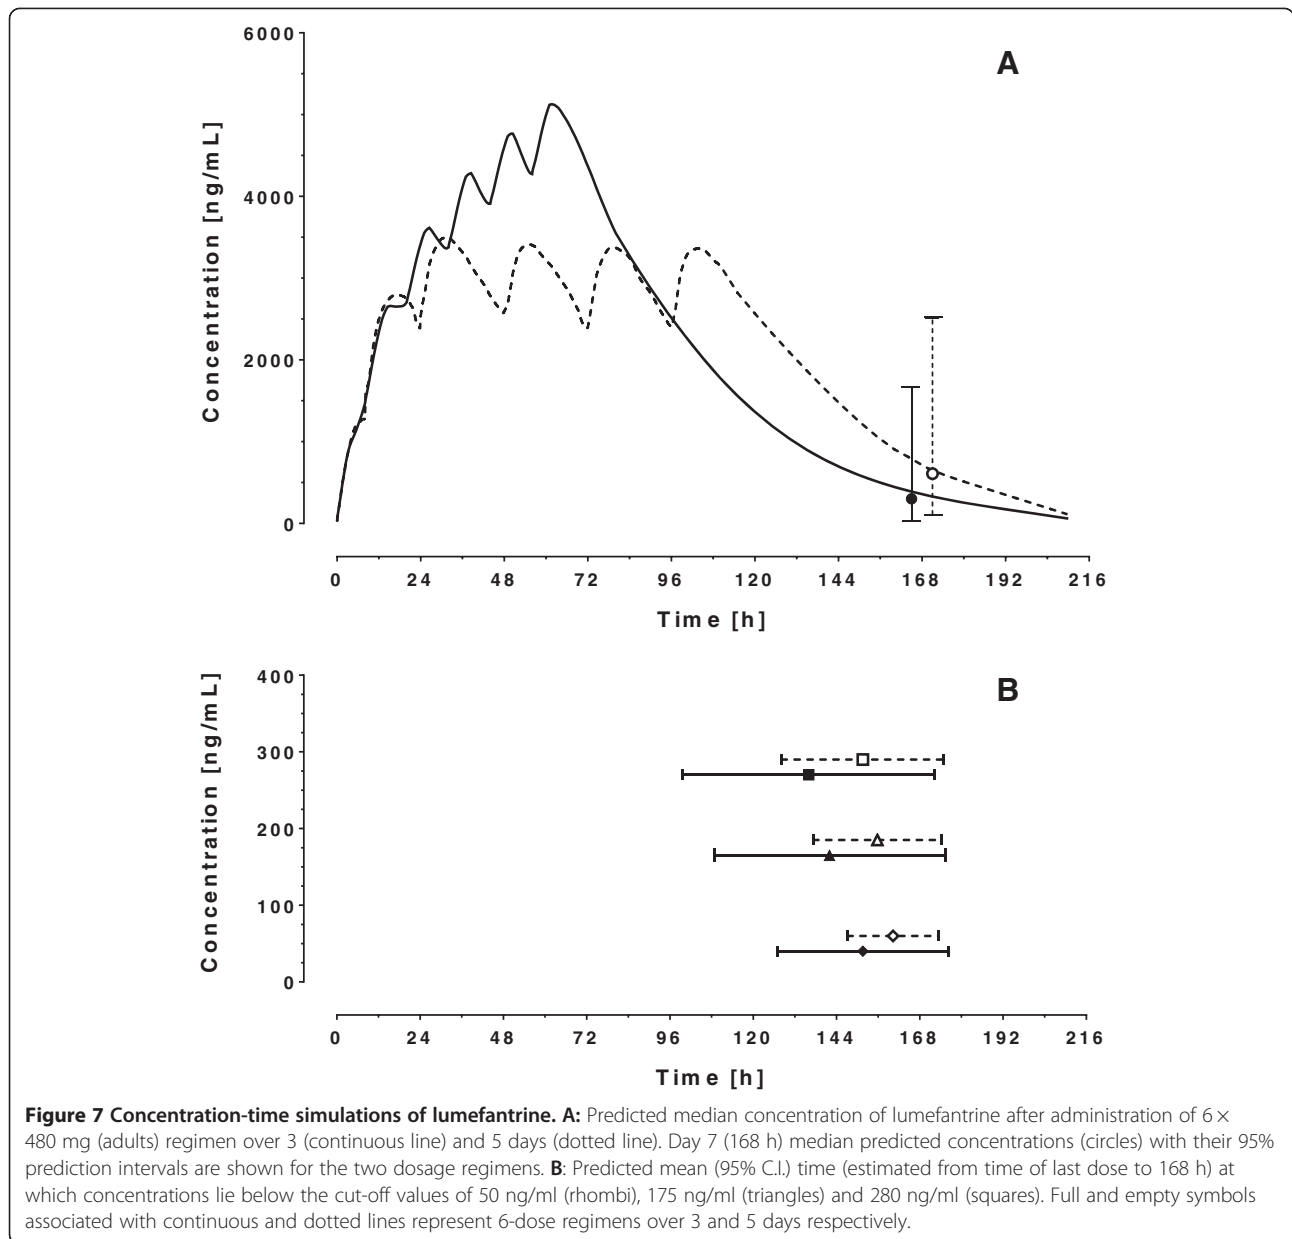 A
Concentration [ng/mL]
6000
4000
2000
0
0 24 48 72 96 120 144 168 192 216
Time [h]
B
Concentration [ng/mL]
400
300
200
100
0
0 24 48 72 96 120 144 168 192 216
Time [h]
Figure 7 Concentration-time simulations of lumefantrine. A: Predicted median concentration of lumefantrine after administration of 6 ×
480 mg (adults) regimen over 3 (continuous line) and 5 days (dotted line). Day 7 (168 h) median predicted concentrations (circles) with their 95%
prediction intervals are shown for the two dosage regimens. B: Predicted mean (95% C.I.) time (estimated from time of last dose to 168 h) at
which concentrations lie below the cut-off values of 50 ng/ml (rhombi), 175 ng/ml (triangles) and 280 ng/ml (squares). Full and empty symbols
associated with continuous and dotted lines represent 6-dose regimens over 3 and 5 days respectively.